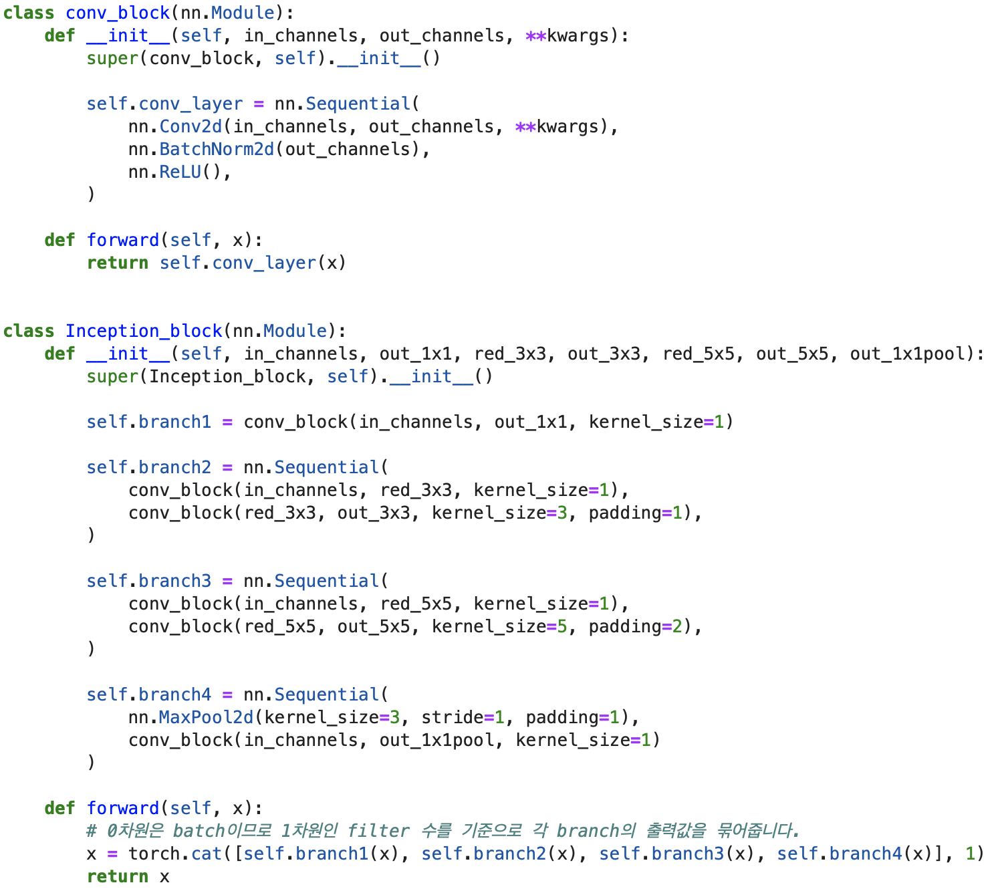 class conv_block(nn.Module):
    def __init__(self, in_channels, out_channels, **kwargs):
        super(conv_block, self).__init__()

        self.conv_layer = nn.Sequential(
            nn.Conv2d(in_channels, out_channels, **kwargs),
            nn.BatchNorm2d(out_channels),
            nn.ReLU(),
        )

    def forward(self, x):
        return self.conv_layer(x)


class Inception_block(nn.Module):
    def __init__(self, in_channels, out_1x1, red_3x3, out_3x3, red_5x5, out_5x5, out_1x1pool):
        super(Inception_block, self).__init__()

        self.branch1 = conv_block(in_channels, out_1x1, kernel_size=1)

        self.branch2 = nn.Sequential(
            conv_block(in_channels, red_3x3, kernel_size=1),
            conv_block(red_3x3, out_3x3, kernel_size=3, padding=1),
        )

        self.branch3 = nn.Sequential(
            conv_block(in_channels, red_5x5, kernel_size=1),
            conv_block(red_5x5, out_5x5, kernel_size=5, padding=2),
        )

        self.branch4 = nn.Sequential(
            nn.MaxPool2d(kernel_size=3, stride=1, padding=1),
            conv_block(in_channels, out_1x1pool, kernel_size=1)
        )

    def forward(self, x):
        # 0차원은 batch이므로 1차원인 filter 수를 기준으로 각 branch의 출력값을 묶어줍니다.
        x = torch.cat([self.branch1(x), self.branch2(x), self.branch3(x), self.branch4(x)], 1)
        return x